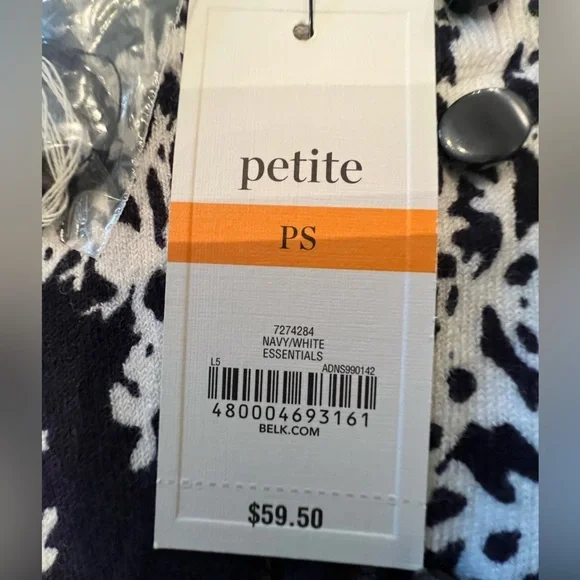 petite
PS
7274284
NAVY/WHITE
ESSENTIALS
L5 ADNS990142
480004693161
BELK.COM
$59.50